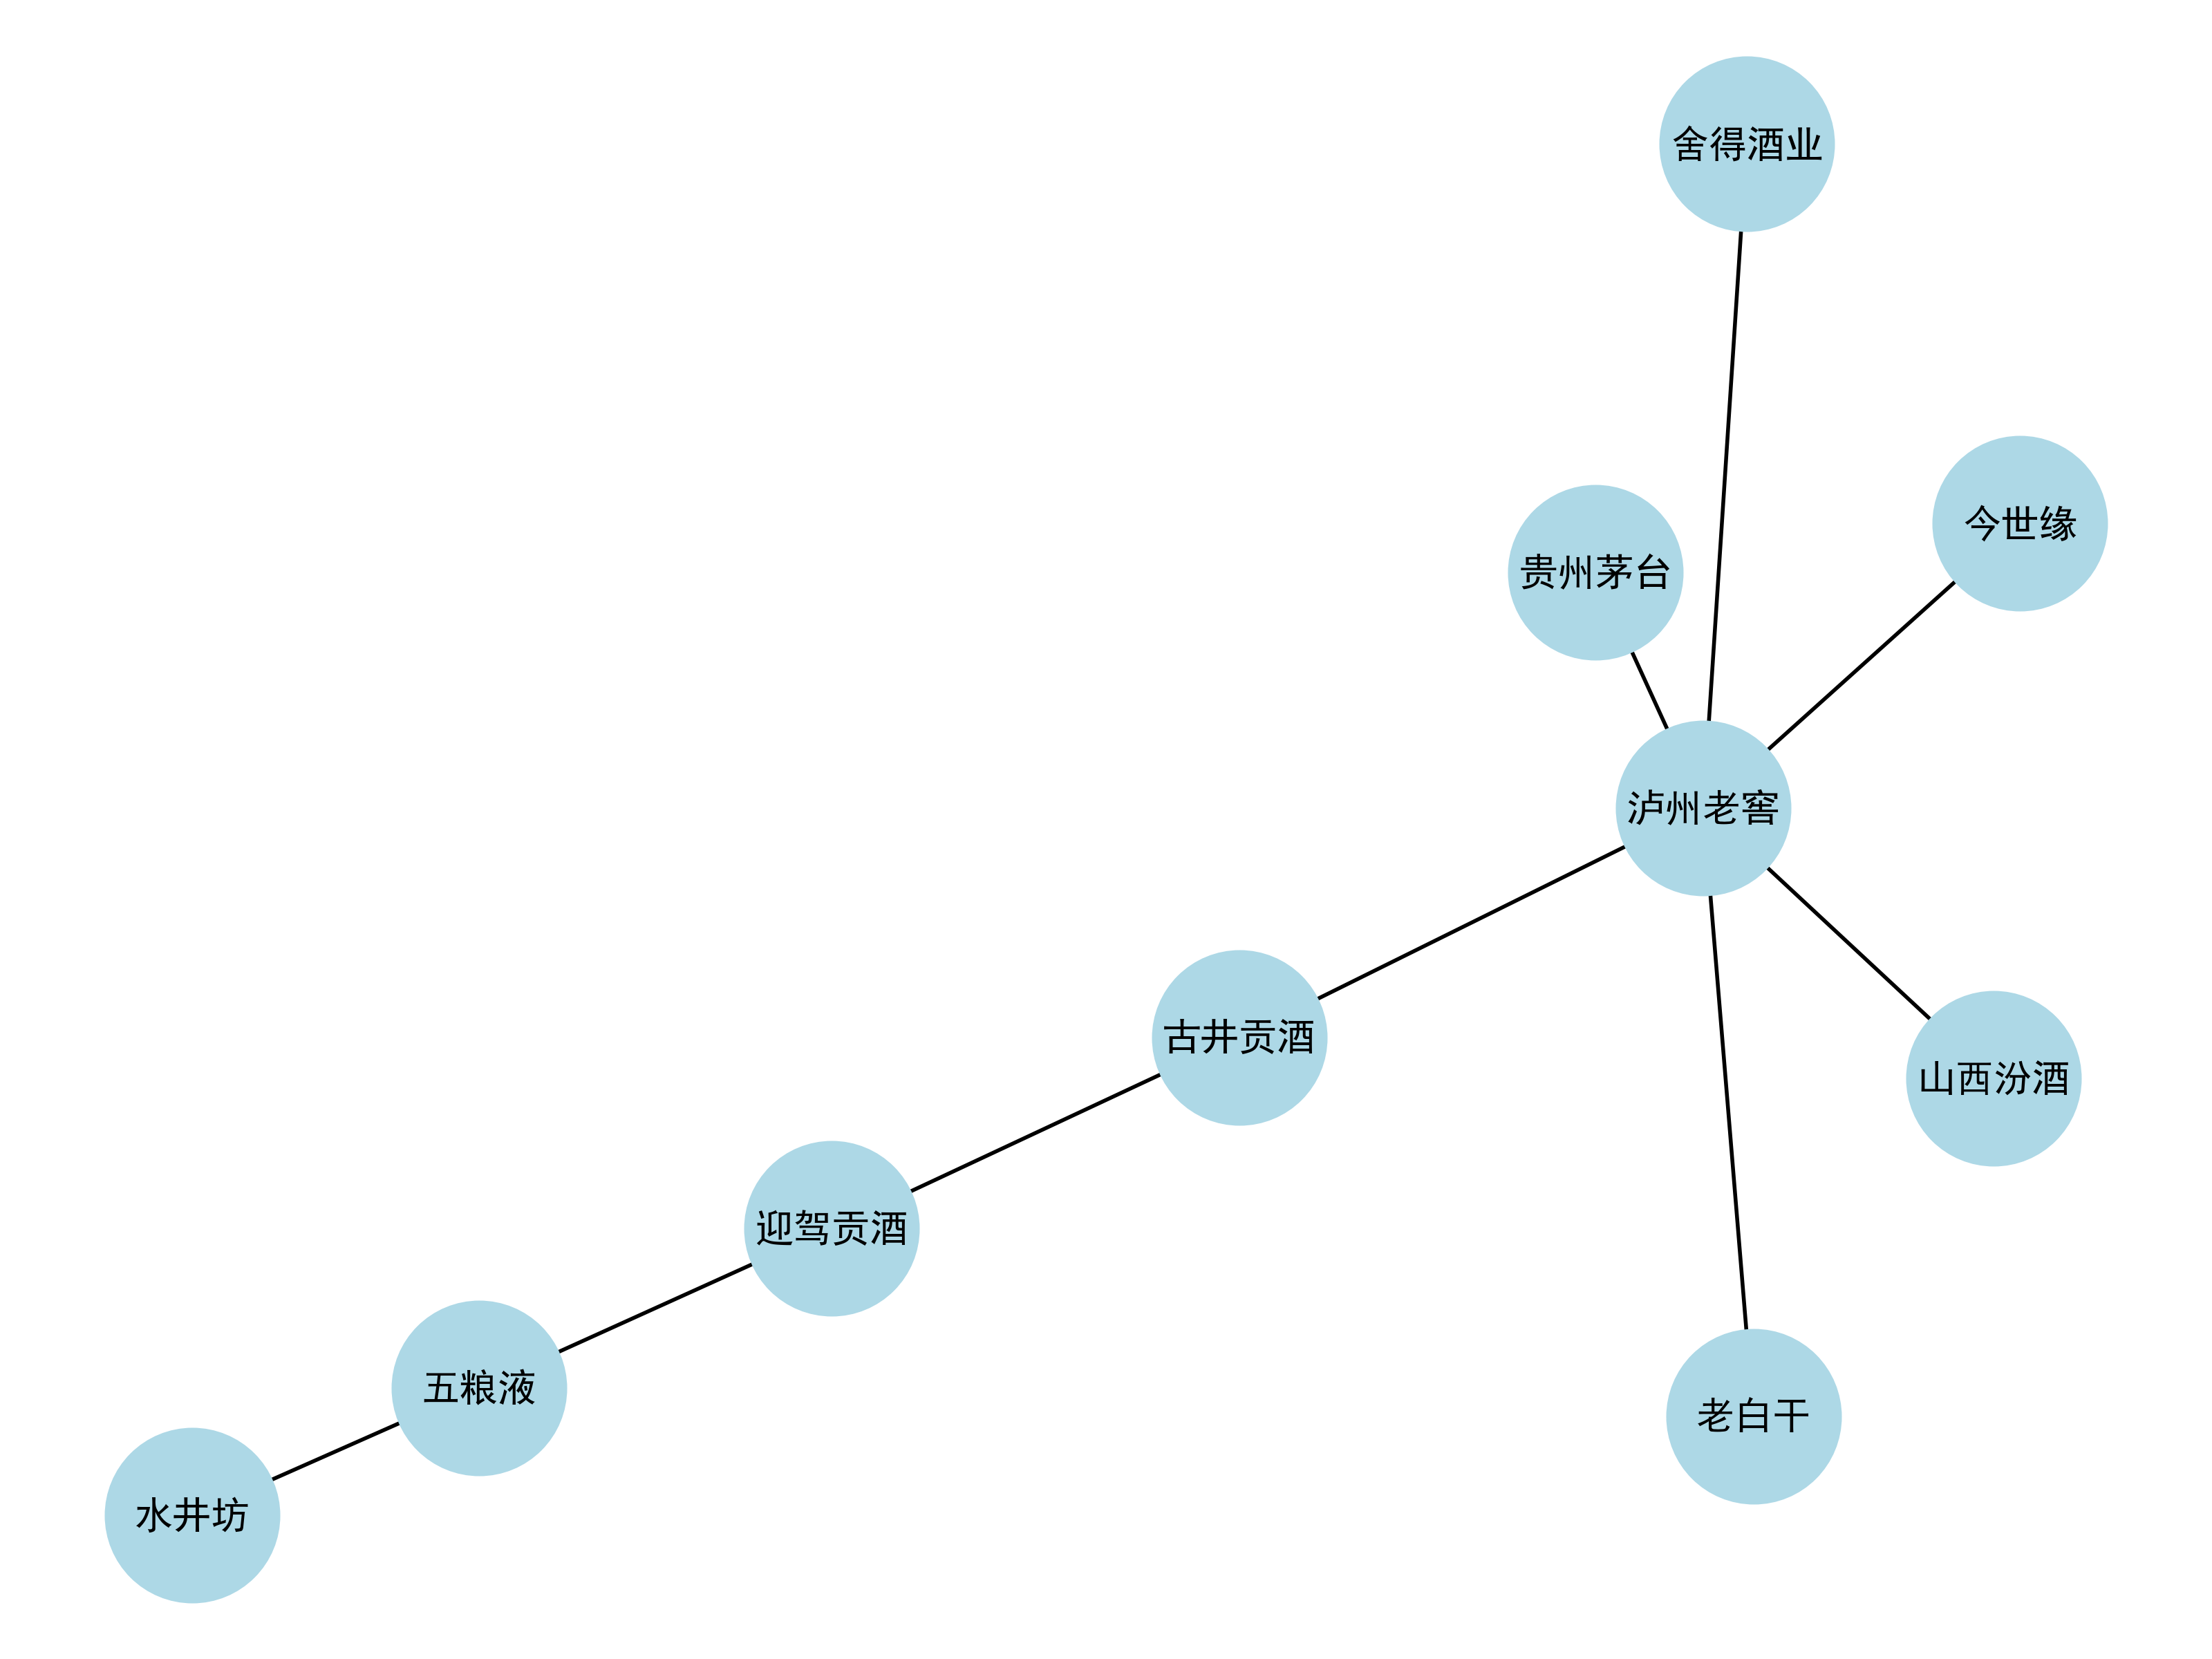 舍得酒业
今世缘
贵州茅台
泸州老窖
古井贡酒
山西汾酒
迎驾贡酒
五粮液
老白干
水井坊